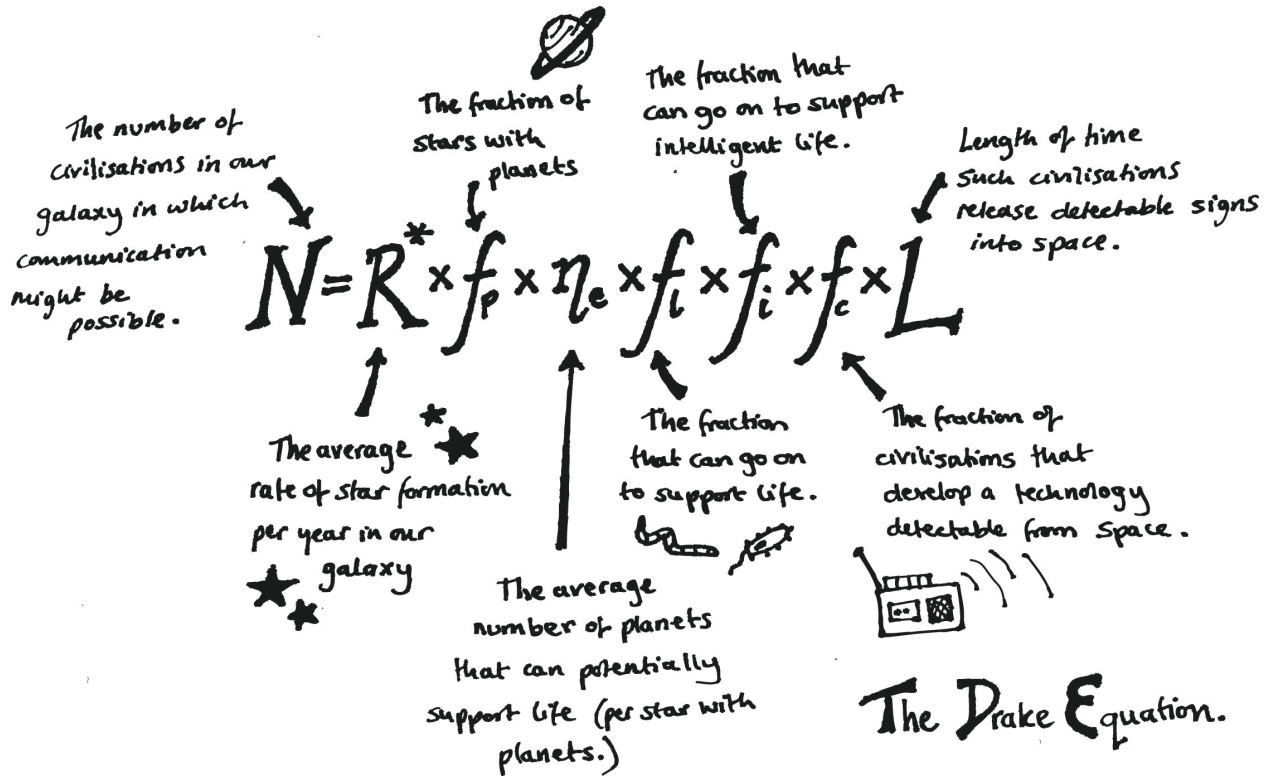 The number of
civilisations in our
galaxy in which
communication
might be
possible.
The fraction of
stars with
planets
The fraction that
can go on to support
intelligent life.
Length of time
such civilisations
release detectable signs
into space.
N = R* × fp × ηe × fl × fi × fc × L
The average
rate of star formation
per year in our
galaxy
The average
number of planets
that can potentially
support life (per star with
planets.)
The fraction
that can go on
to support life.
The fraction of
civilisations that
develop a technology
detectable from space.
The Drake Equation.